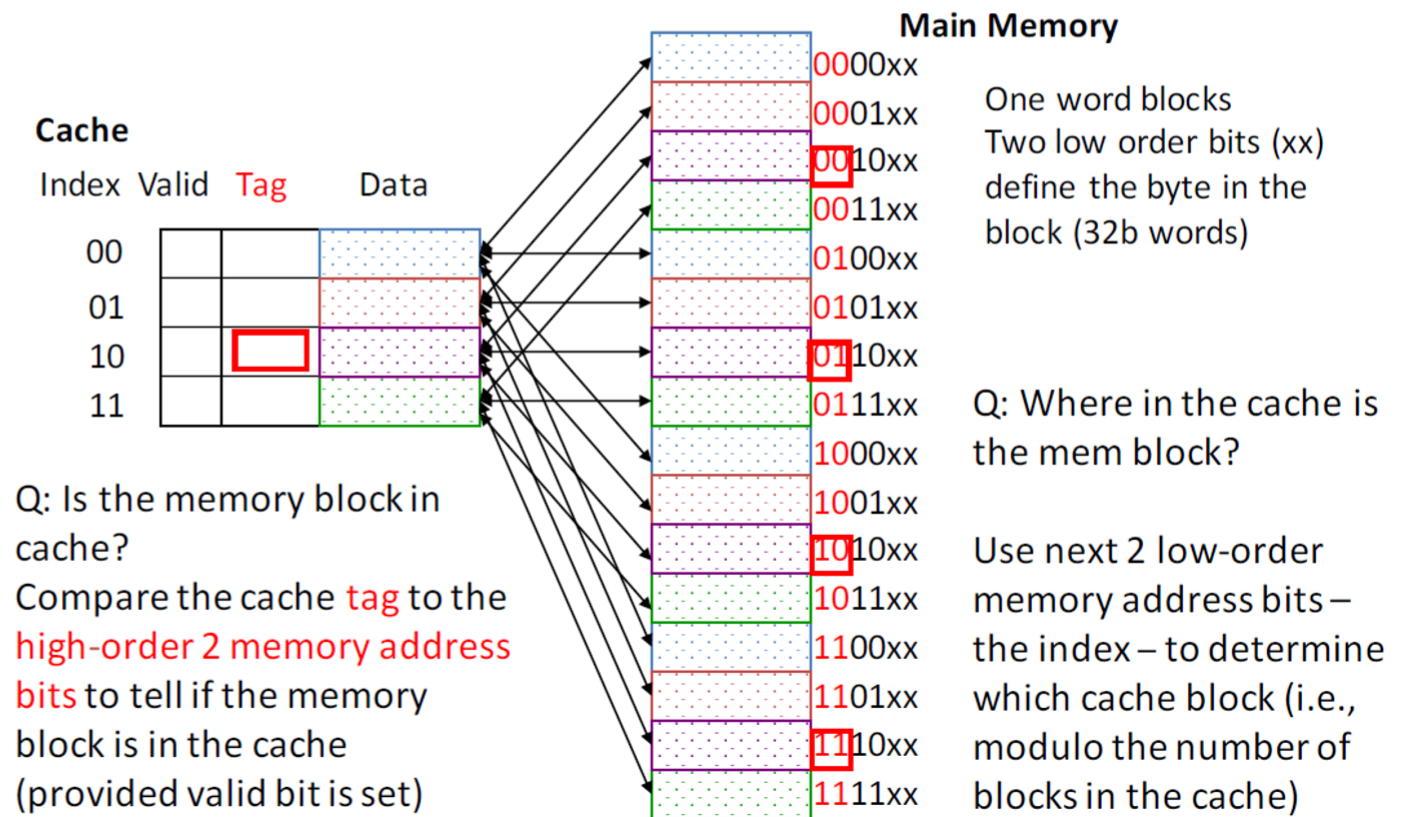 Main Memory
Cache
Index Valid Tag Data
00
01
10
11
0000xx
0001xx
0010xx
0011xx
0100xx
0101xx
0110xx
0111xx
1000xx
1001xx
1010xx
1011xx
1100xx
1101xx
1110xx
1111xx
One word blocks
Two low order bits (xx)
define the byte in the
block (32b words)
Q: Where in the cache is
the mem block?
Use next 2 low-order
memory address bits –
the index – to determine
which cache block (i.e.,
modulo the number of
blocks in the cache)
Q: Is the memory block in
cache?
Compare the cache tag to the
high-order 2 memory address
bits to tell if the memory
block is in the cache
(provided valid bit is set)